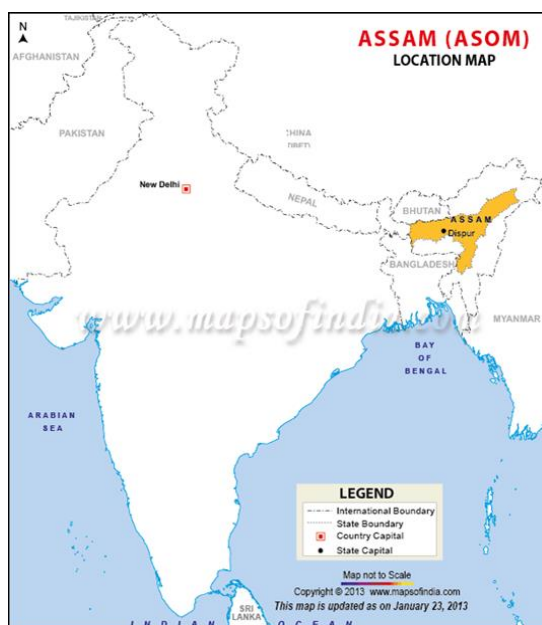 TAJIKISTAN
N
ASSAM (ASOM)
LOCATION MAP
AFGHANISTAN
PAKISTAN
CHINA
New Delhi
NEPAL
BHUTAN
ASSAM
Dispur
BANGLADESH
www.mapsofindia.com
MYANMAR
BAY
OF
BENGAL
ARABIAN
SEA
LEGEND
International Boundary
State Boundary
Country Capital
State Capital
Map not to Scale
Copyright © 2013 www.mapsofindia.com
This map is updated as on January 23, 2013
SRI
LANKA
INDIAN OCEAN